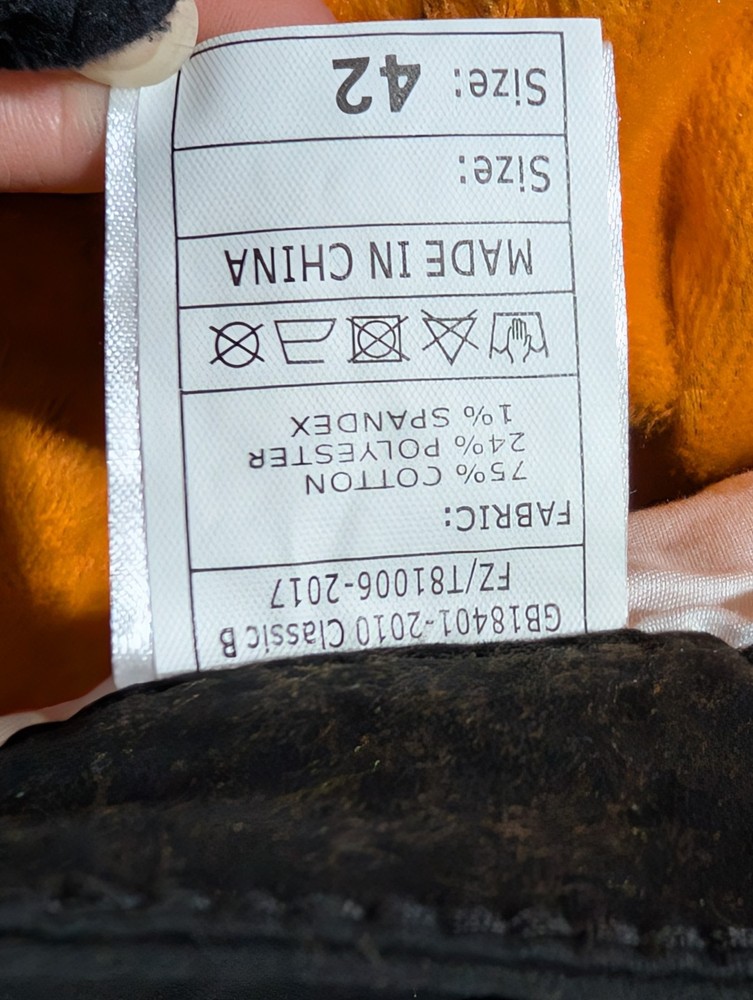 GB18401-2010 Classic B
FZ/T81006-2017
FABRIC:
75% COTTON
24% POLYESTER
1% SPANDEX
MADE IN CHINA
Size:
Size: 42